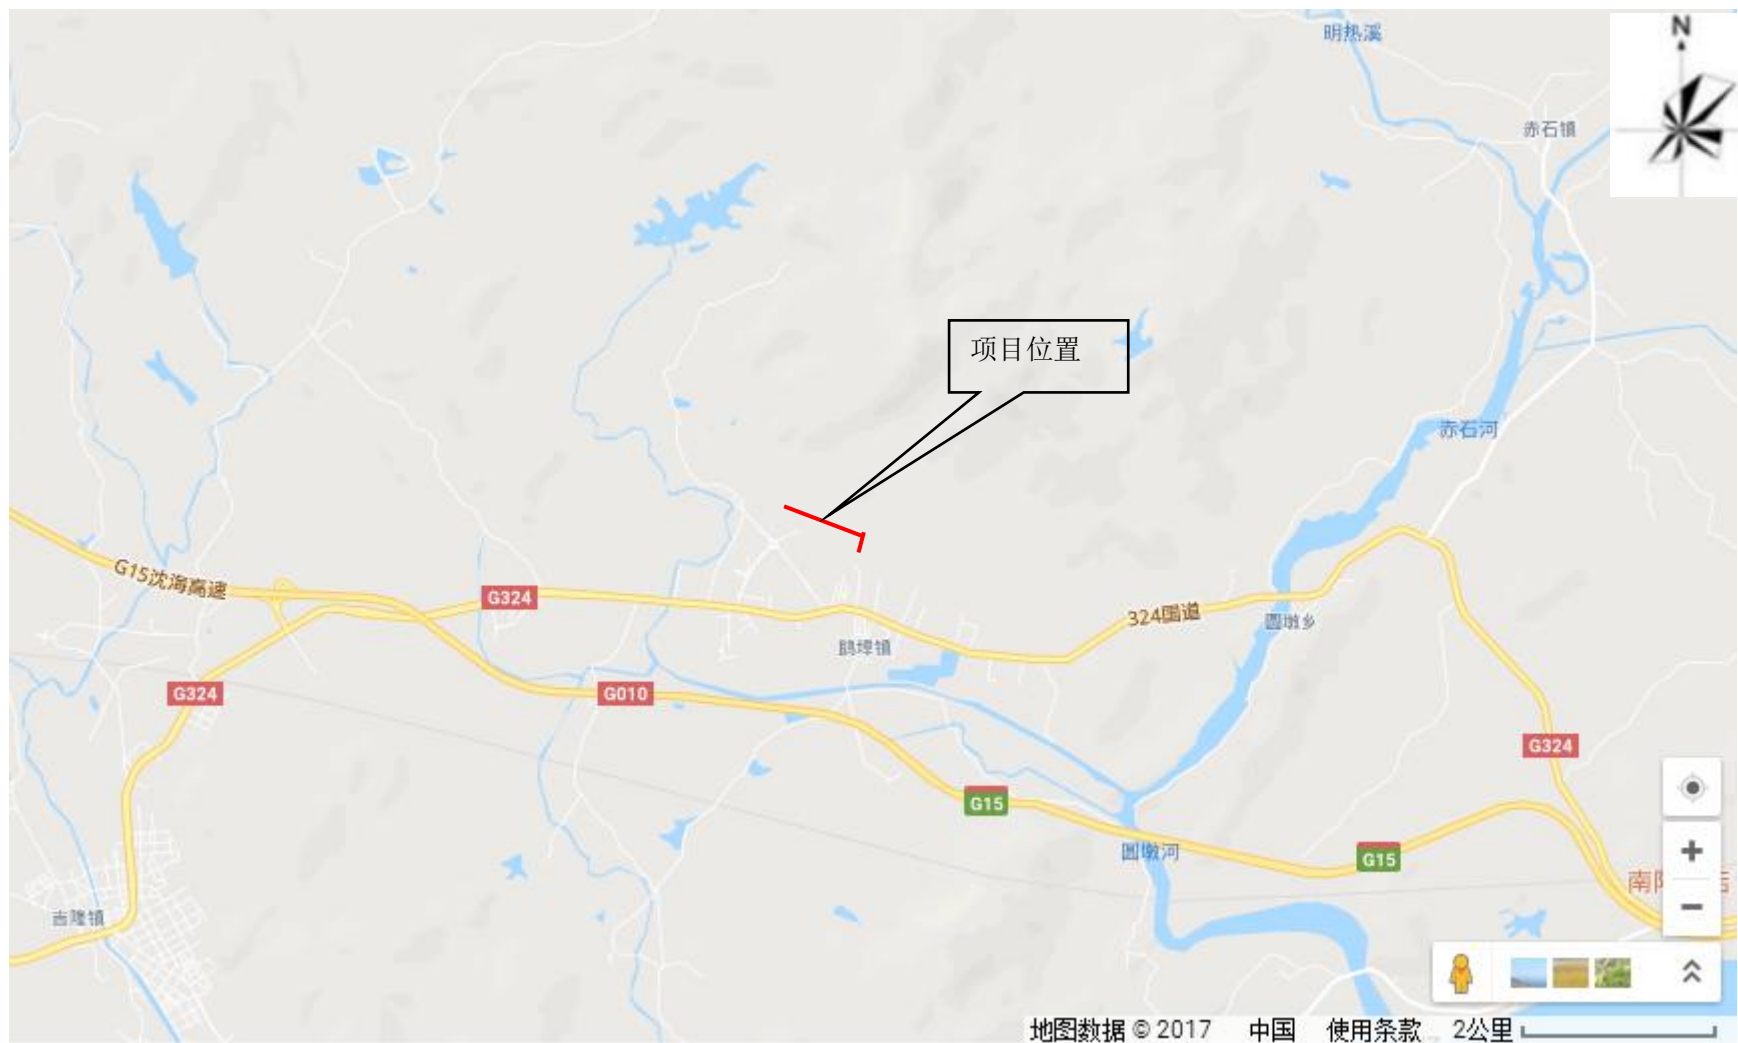 明热溪
N
赤石镇
项目位置
赤石河
G15沈海高速
G324
324国道
圆墩乡
鹅埠镇
G324
G010
G324
G15
圆墩河
G15
南
吉隆镇
地图数据 © 2017 中国 使用条款 2公里